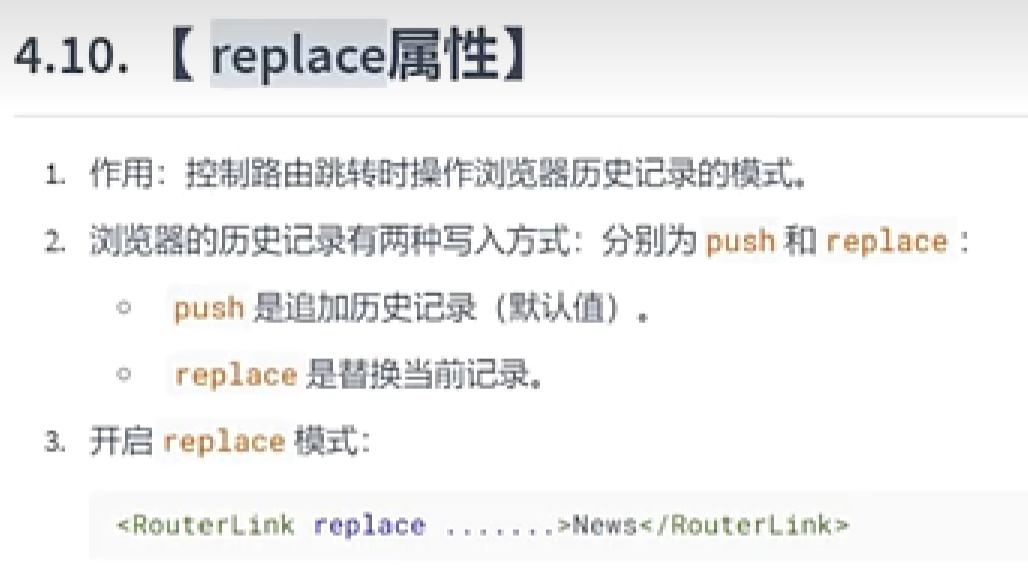 4.10. 【 replace属性】
1. 作用：控制路由跳转时操作浏览器历史记录的模式。
2. 浏览器的历史记录有两种写入方式：分别为 push 和 replace：
○ push 是追加历史记录（默认值）。
○ replace 是替换当前记录。
3. 开启 replace 模式：
<RouterLink replace .......>News</RouterLink>